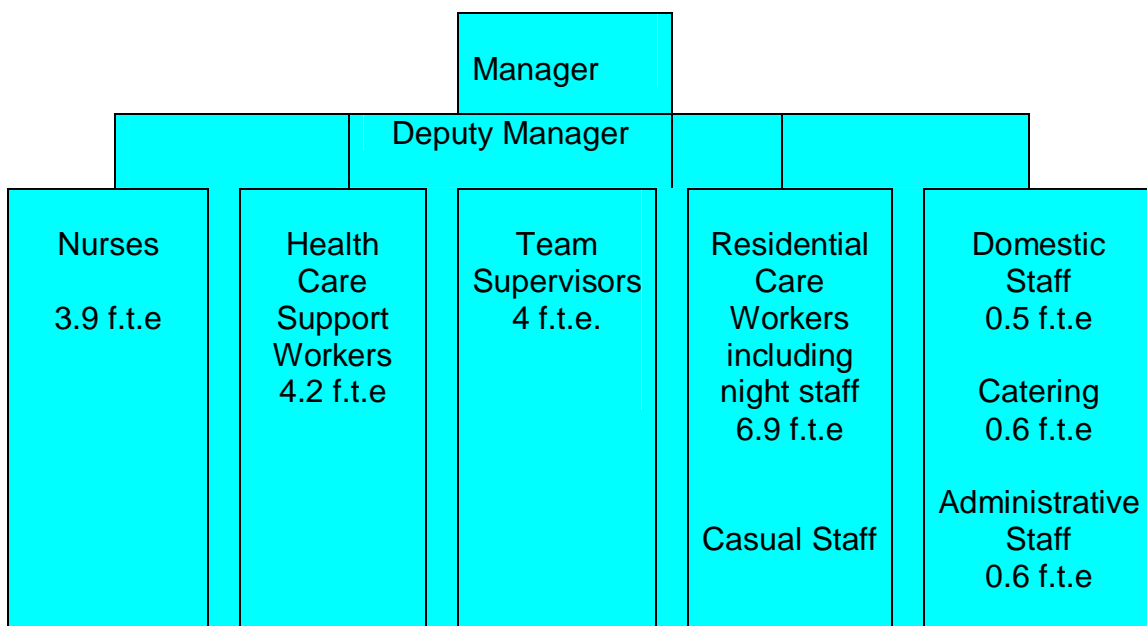 Manager
Deputy Manager
Nurses
3.9 f.t.e
Health
Care
Support
Workers
4.2 f.t.e
Team
Supervisors
4 f.t.e.
Residential
Care
Workers
including
night staff
6.9 f.t.e
Casual Staff
Domestic
Staff
0.5 f.t.e
Catering
0.6 f.t.e
Administrative
Staff
0.6 f.t.e